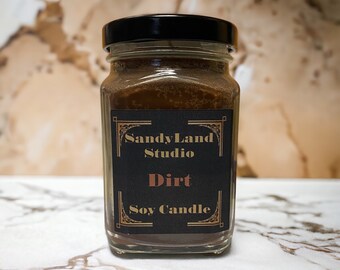 SandyLand
Studio
Dirt
Soy Candle